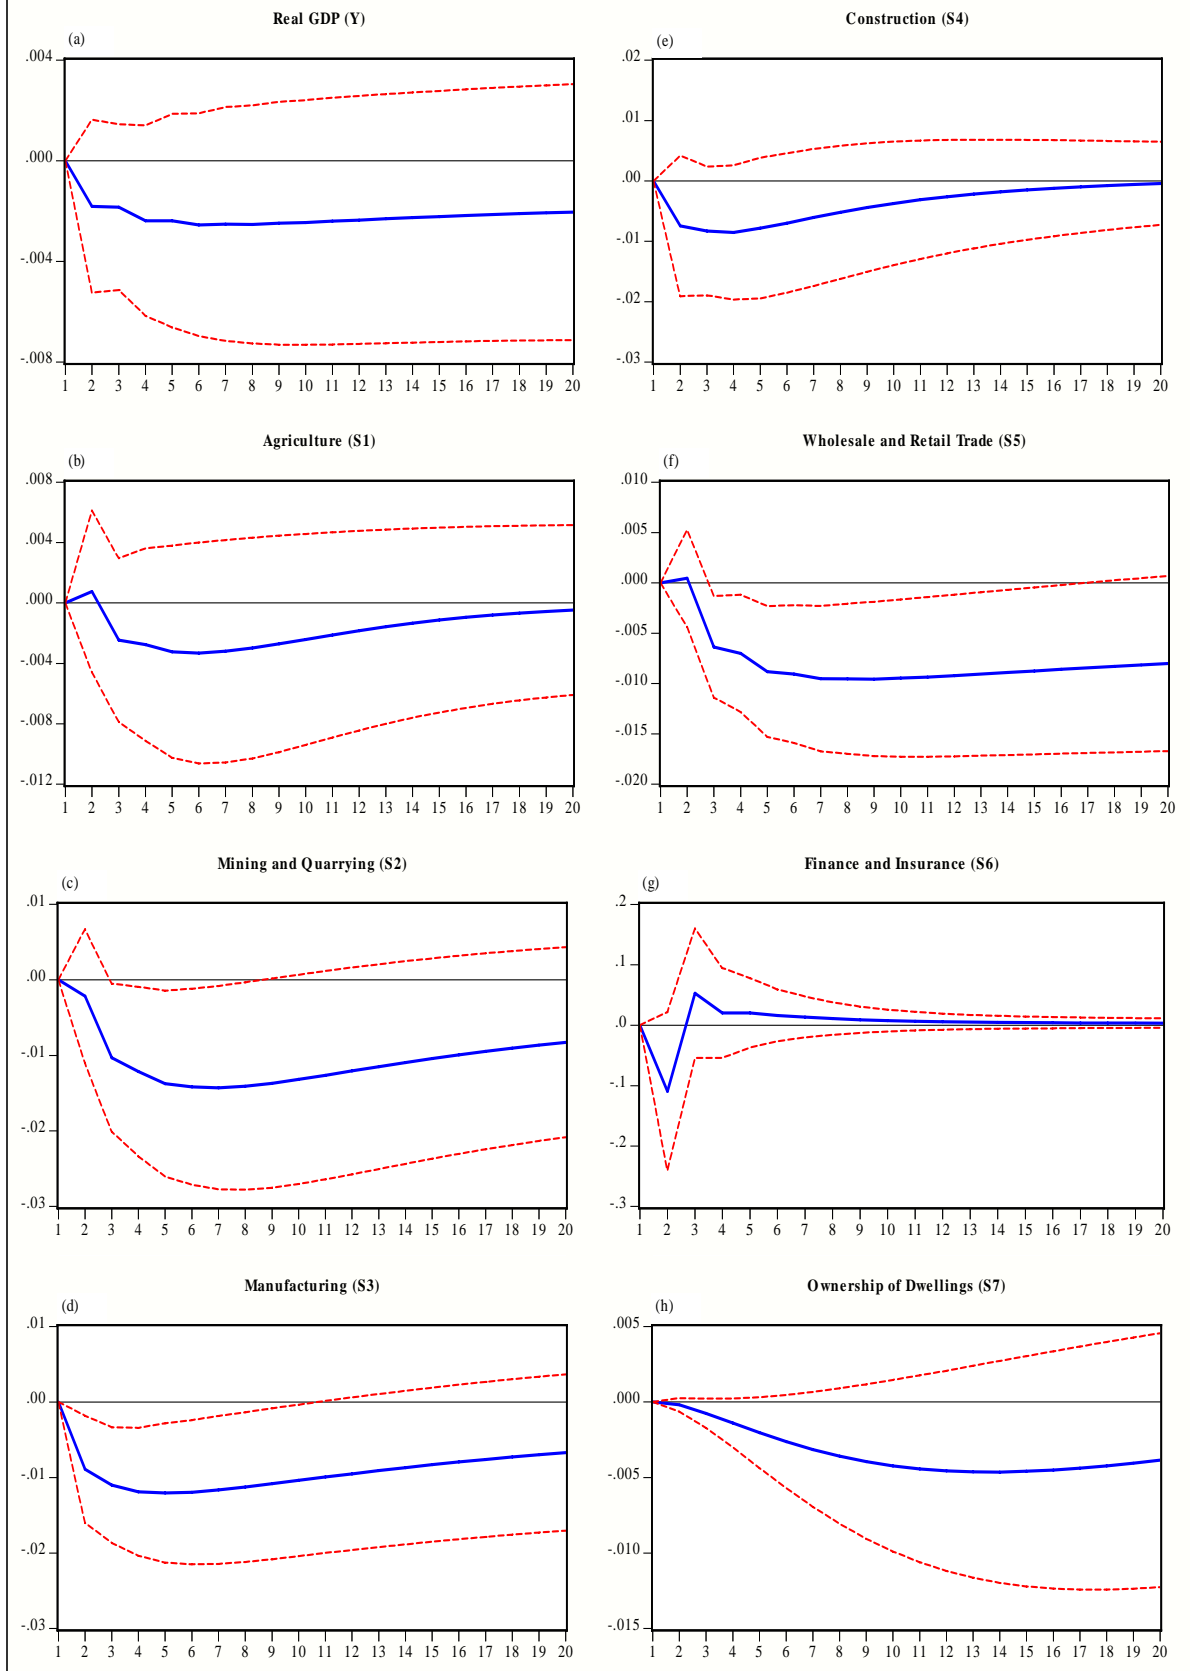 Real GDP (Y)
(a)
.004
.000
-.004
-.008
1 2 3 4 5 6 7 8 9 10 11 12 13 14 15 16 17 18 19 20
Construction (S4)
(e)
.02
.01
.00
-.01
-.02
-.03
1 2 3 4 5 6 7 8 9 10 11 12 13 14 15 16 17 18 19 20
Agriculture (S1)
(b)
.008
.004
.000
-.004
-.008
-.012
1 2 3 4 5 6 7 8 9 10 11 12 13 14 15 16 17 18 19 20
Wholesale and Retail Trade (S5)
(f)
.010
.005
.000
-.005
-.010
-.015
-.020
1 2 3 4 5 6 7 8 9 10 11 12 13 14 15 16 17 18 19 20
Mining and Quarrying (S2)
(c)
.01
.00
-.01
-.02
-.03
1 2 3 4 5 6 7 8 9 10 11 12 13 14 15 16 17 18 19 20
Finance and Insurance (S6)
(g)
.2
.1
.0
-.1
-.2
-.3
1 2 3 4 5 6 7 8 9 10 11 12 13 14 15 16 17 18 19 20
Manufacturing (S3)
(d)
.01
.00
-.01
-.02
-.03
1 2 3 4 5 6 7 8 9 10 11 12 13 14 15 16 17 18 19 20
Ownership of Dwellings (S7)
(h)
.005
.000
-.005
-.010
-.015
1 2 3 4 5 6 7 8 9 10 11 12 13 14 15 16 17 18 19 20